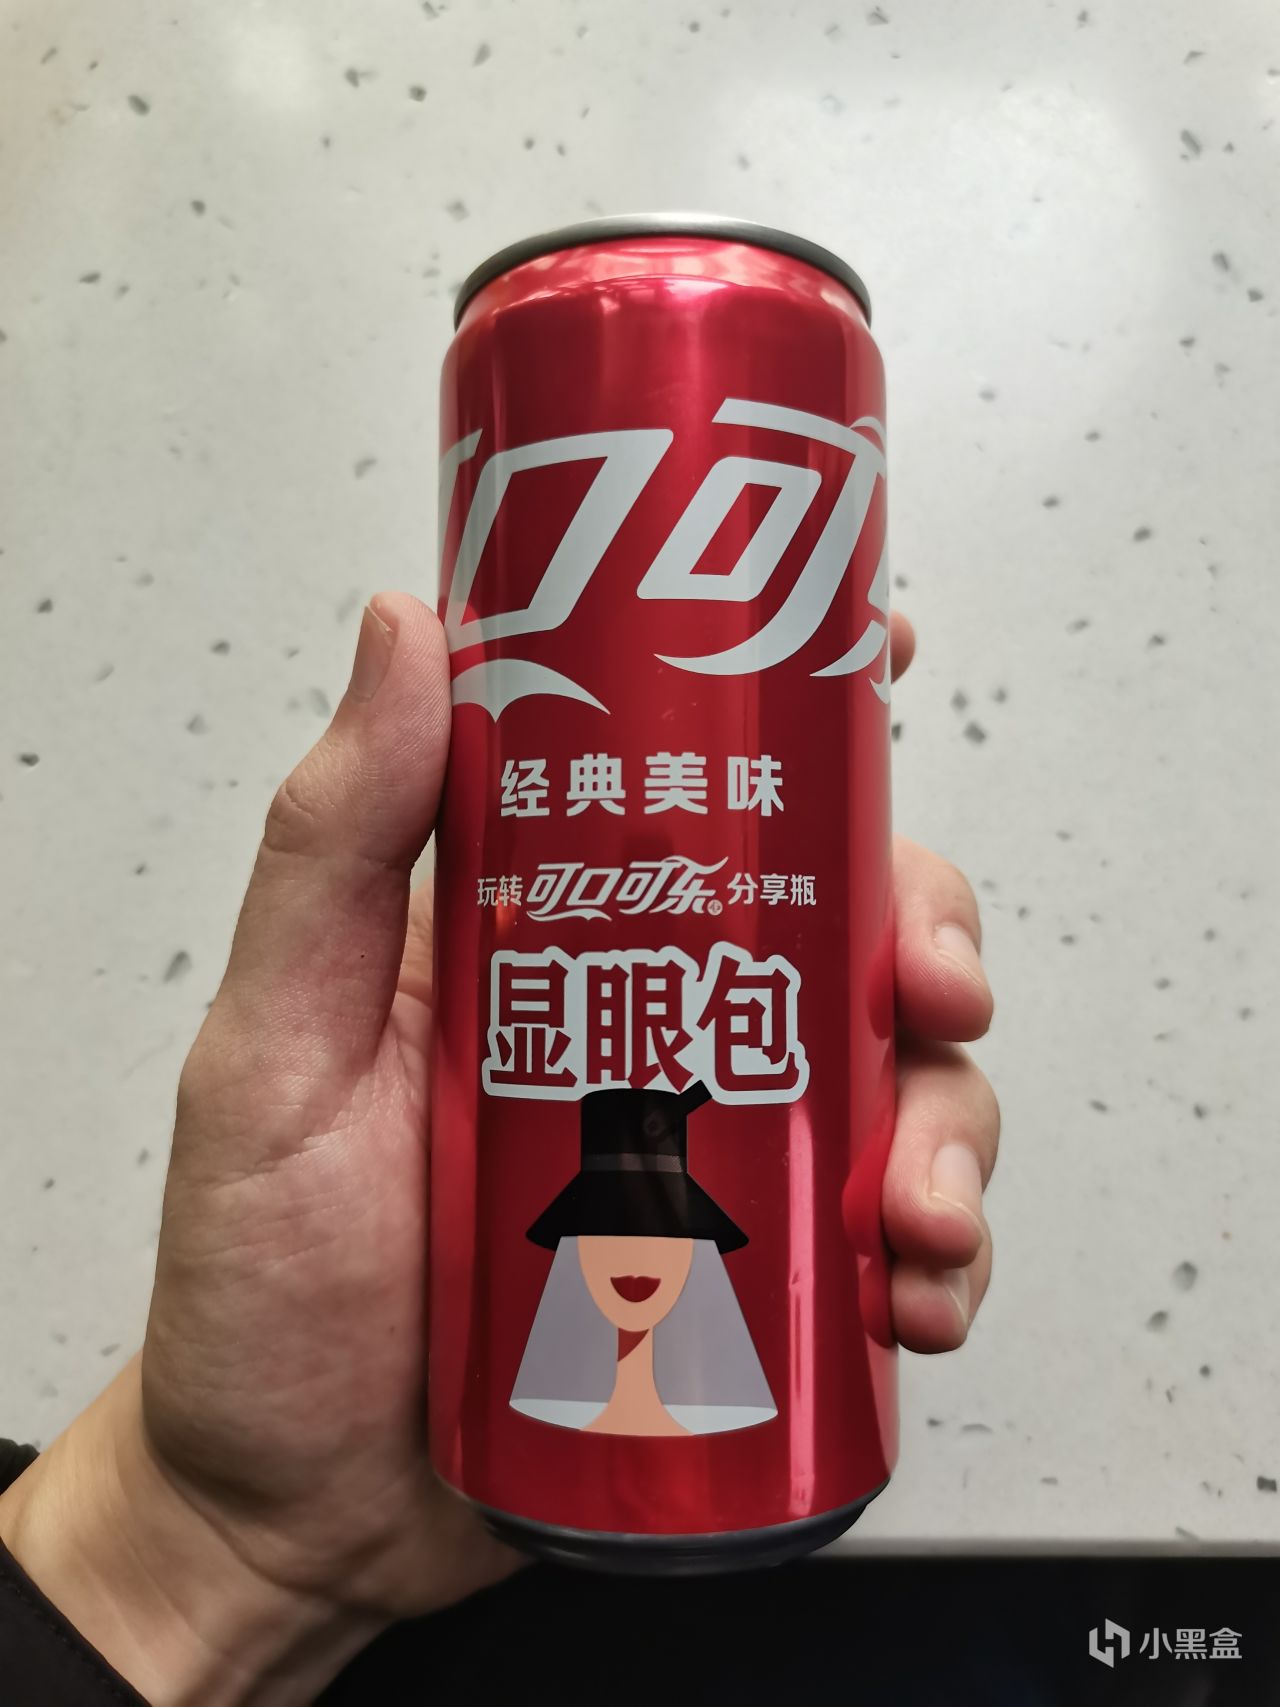 可口可乐
经典美味
玩转可口可乐分享瓶
显眼包
小黑盒